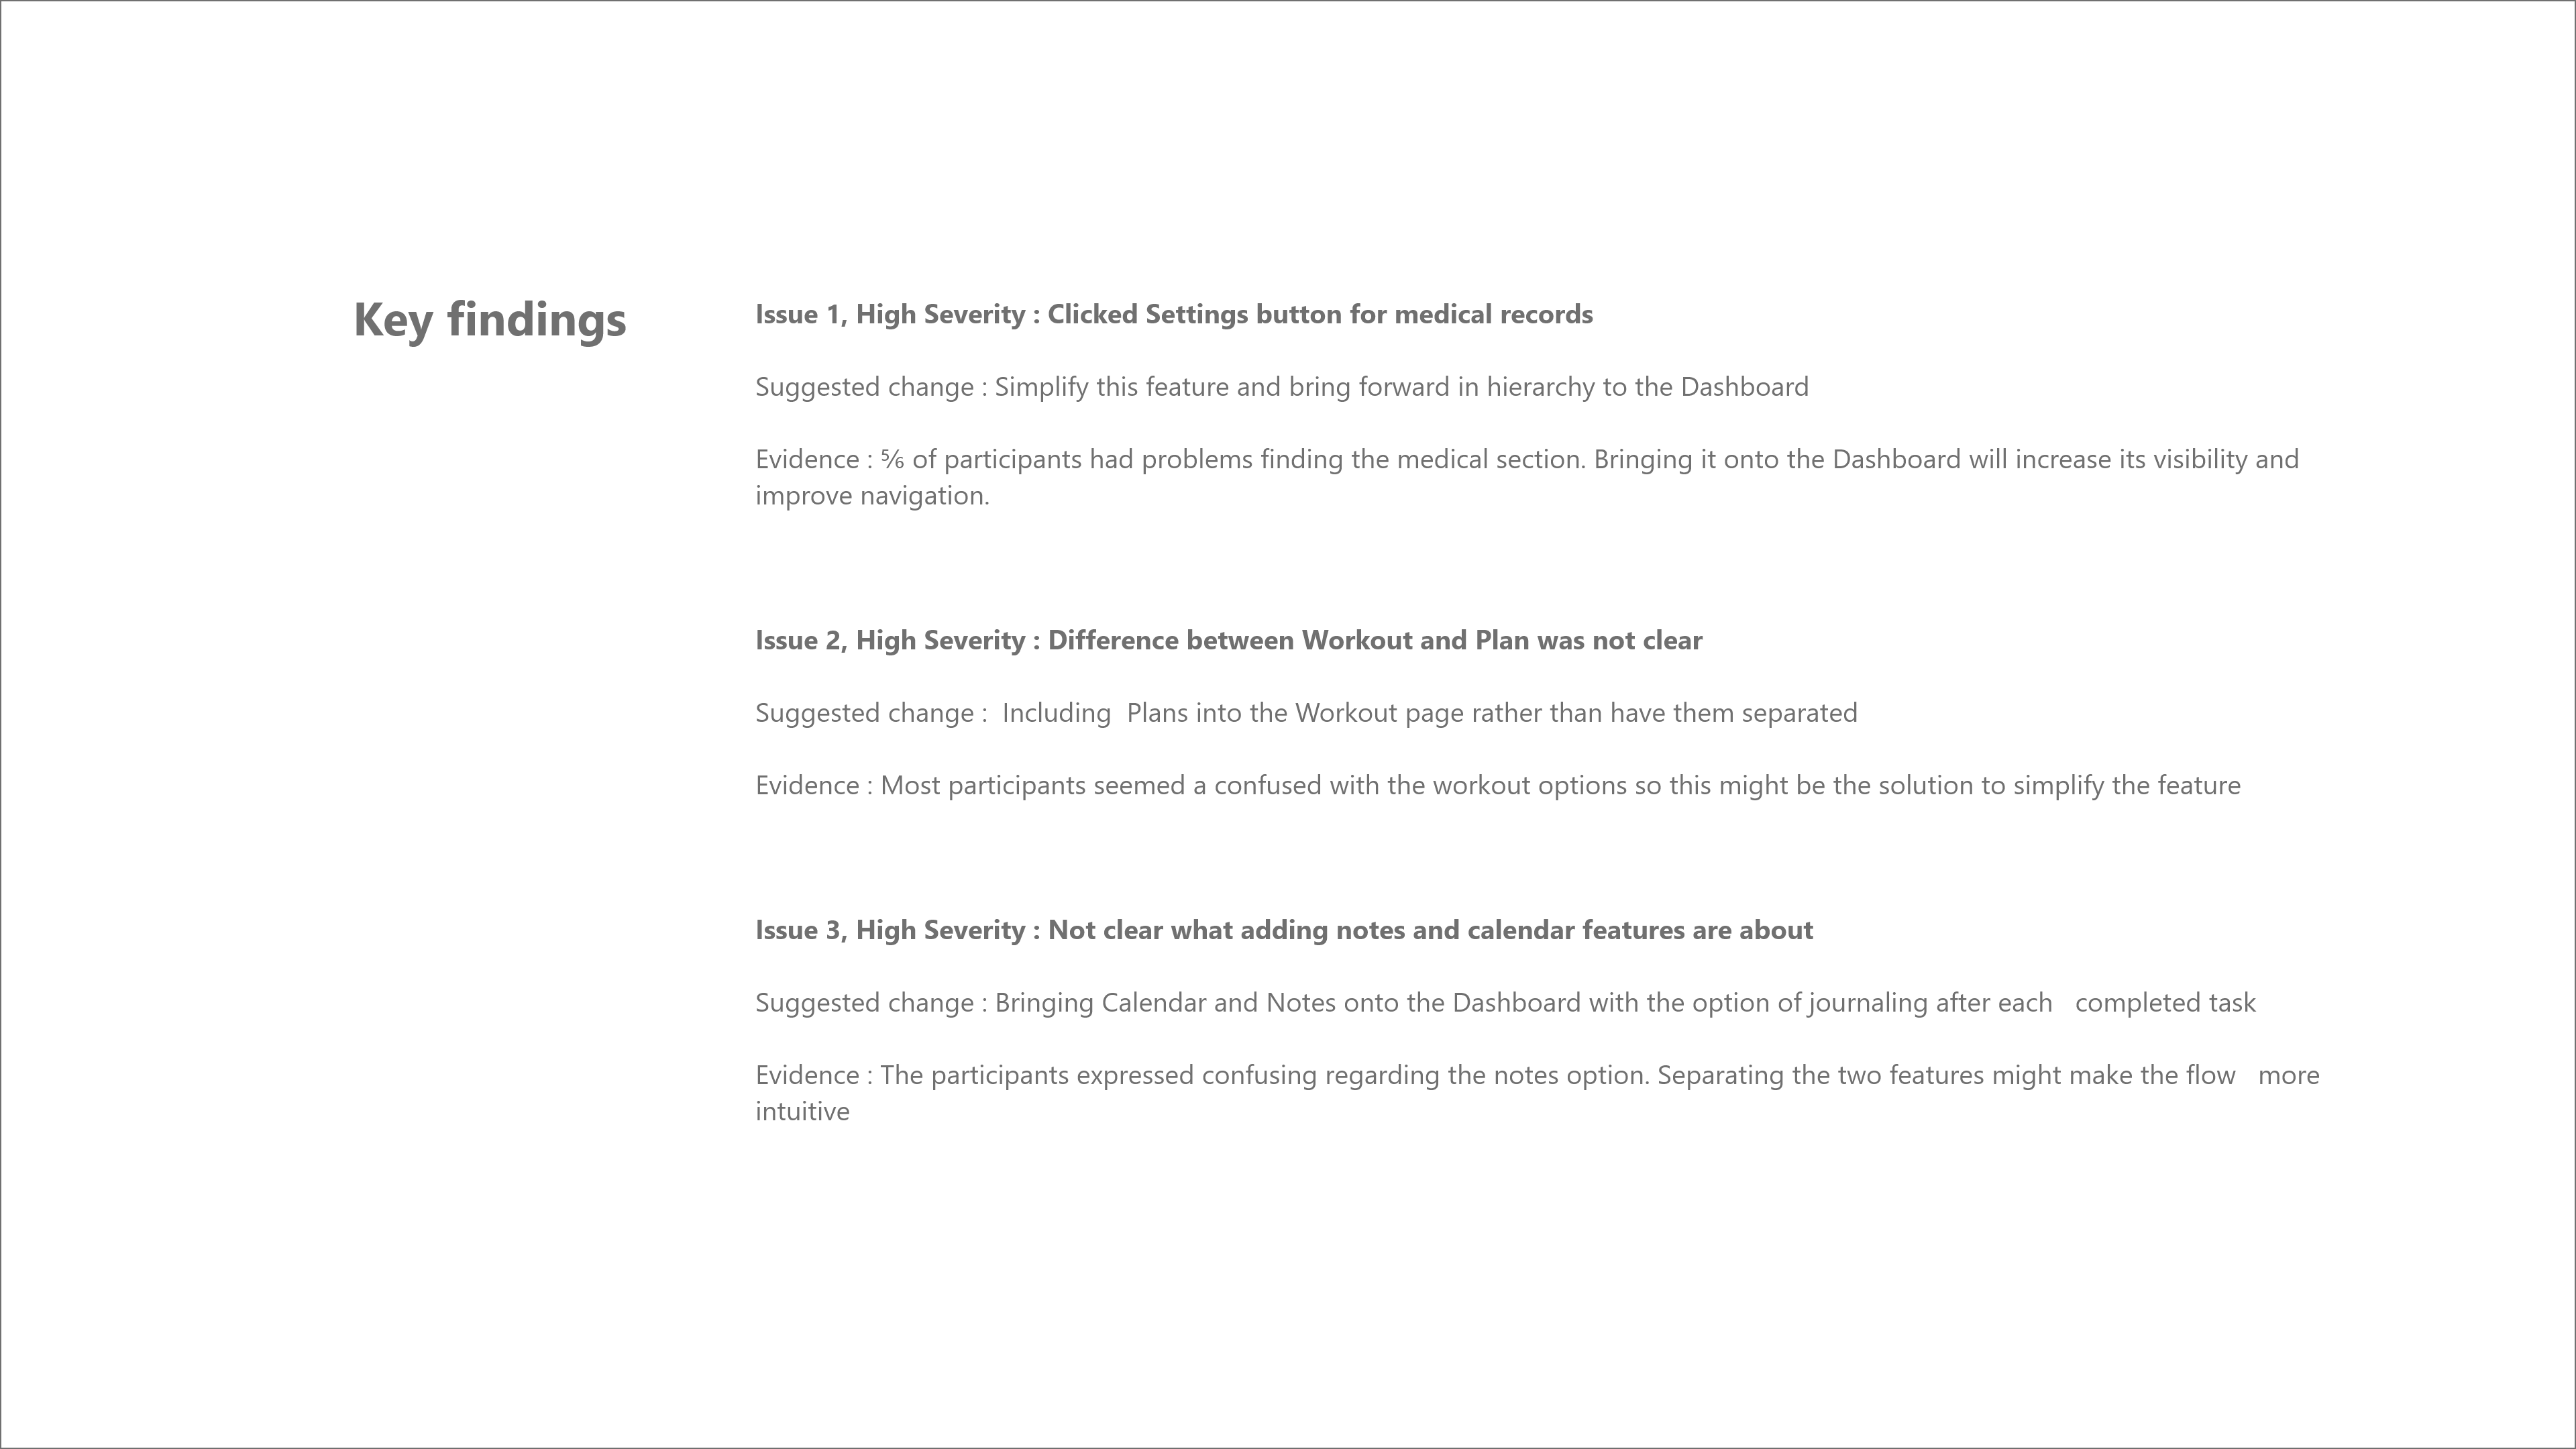 Key findings
Issue 1, High Severity : Clicked Settings button for medical records
Suggested change : Simplify this feature and bring forward in hierarchy to the Dashboard
Evidence : ⅚ of participants had problems finding the medical section. Bringing it onto the Dashboard will increase its visibility and
improve navigation.
Issue 2, High Severity : Difference between Workout and Plan was not clear
Suggested change :  Including  Plans into the Workout page rather than have them separated
Evidence : Most participants seemed a confused with the workout options so this might be the solution to simplify the feature
Issue 3, High Severity : Not clear what adding notes and calendar features are about
Suggested change : Bringing Calendar and Notes onto the Dashboard with the option of journaling after each   completed task
Evidence : The participants expressed confusing regarding the notes option. Separating the two features might make the flow   more
intuitive